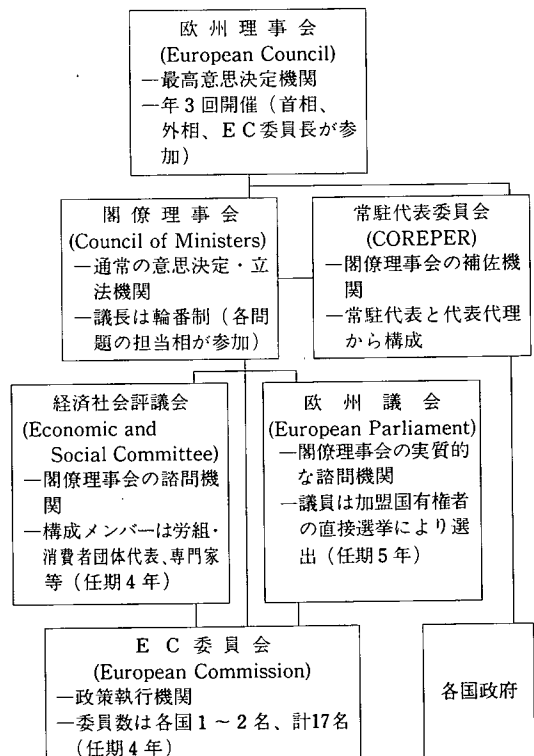 欧州理事会
(European Council)
―最高意思決定機関
―年3回開催（首相、
外相、ＥＣ委員長が参
加）
閣僚理事会
(Council of Ministers)
―通常の意思決定・立
法機関
―議長は輪番制（各問
題の担当相が参加）
常駐代表委員会
(COREPER)
―閣僚理事会の補佐機
関
―常駐代表と代表代理
から構成
経済社会評議会
(Economic and
Social Committee)
―閣僚理事会の諮問機
関
―構成メンバーは労組・
消費者団体代表、専門家
等（任期4年）
欧州議会
(European Parliament)
―閣僚理事会の実質的
な諮問機関
―議員は加盟国有権者
の直接選挙により選
出（任期5年）
ＥＣ委員会
(European Commission)
―政策執行機関
―委員数は各国1～2名、計17名
（任期4年）
各国政府